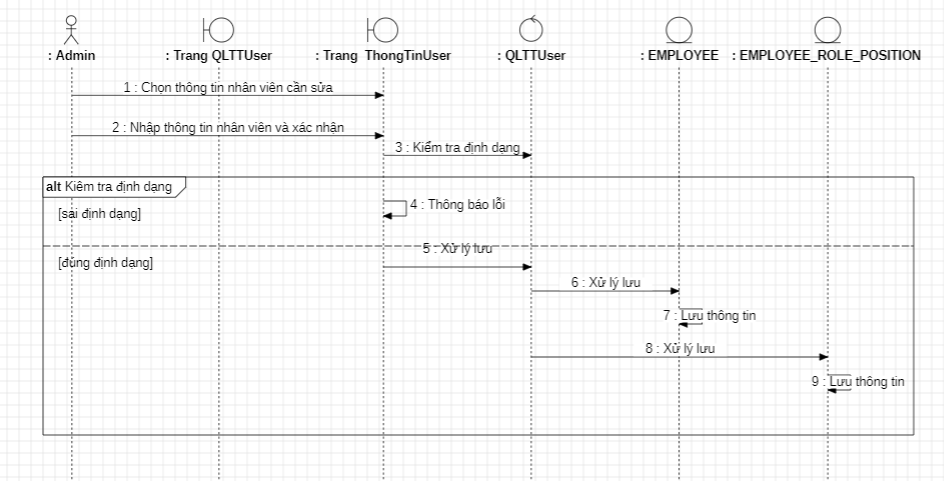 : Admin
: Trang QLTTUser
: Trang ThongTinUser
: QLTTUser
: EMPLOYEE
: EMPLOYEE_ROLE_POSITION
1 : Chọn thông tin nhân viên cần sửa
2 : Nhập thông tin nhân viên và xác nhận
3 : Kiểm tra định dạng
alt Kiêm tra định dạng
[sai định dạng]
4 : Thông báo lỗi
5 : Xử lý lưu
[đúng định dạng]
6 : Xử lý lưu
7 : Lưu thông tin
8 : Xử lý lưu
9 : Lưu thông tin